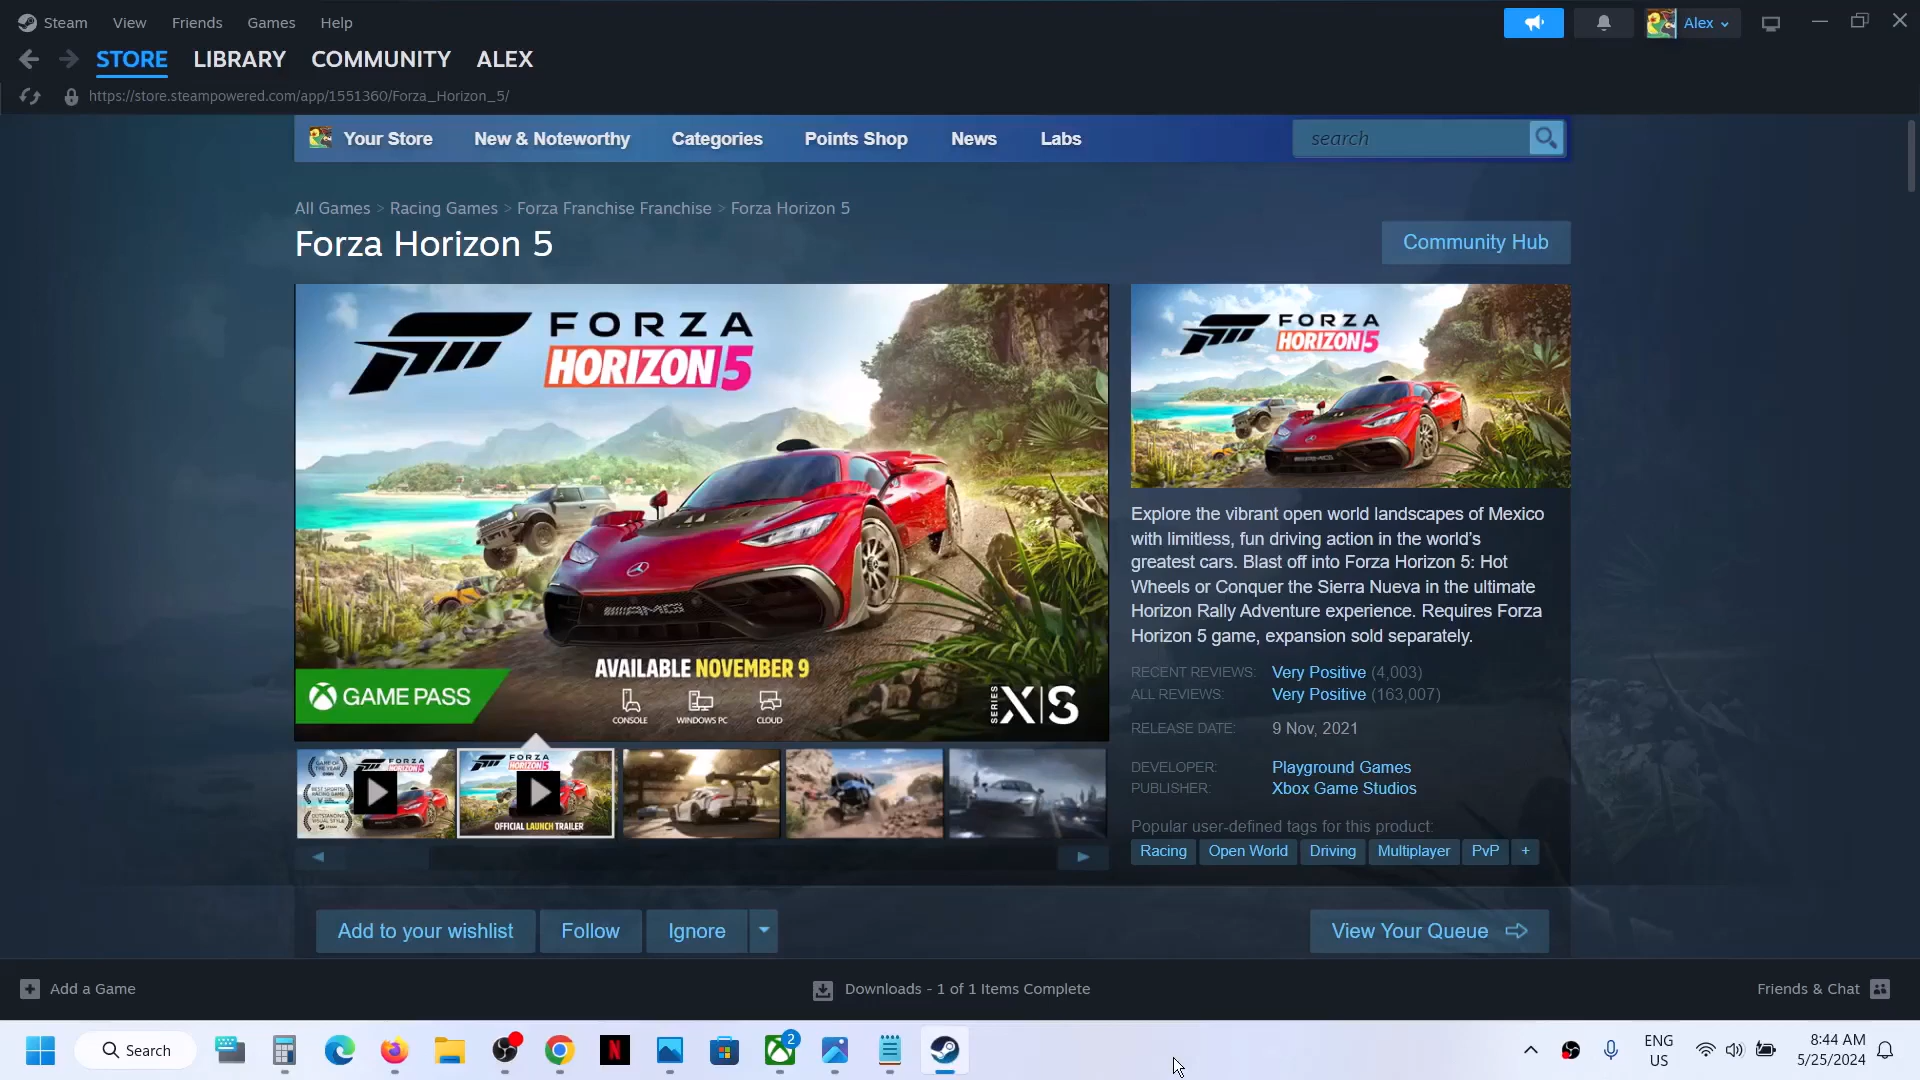 Steam View Friends Games Help
Alex
STORE LIBRARY COMMUNITY ALEX
https://store.steampowered.com/app/1551360/Forza_Horizon_5/
Your Store New & Noteworthy Categories Points Shop News Labs
search
All Games > Racing Games > Forza Franchise Franchise > Forza Horizon 5
Forza Horizon 5
Community Hub
FORZA
HORIZON 5
AVAILABLE NOVEMBER 9
CONSOLE WINDOWS PC CLOUD
GAME PASS
SERIES X|S
FORZA
HORIZON 5
Explore the vibrant open world landscapes of Mexico
with limitless, fun driving action in the world's
greatest cars. Blast off into Forza Horizon 5: Hot
Wheels or Conquer the Sierra Nueva in the ultimate
Horizon Rally Adventure experience. Requires Forza
Horizon 5 game, expansion sold separately.
RECENT REVIEWS: Very Positive (4,003)
ALL REVIEWS: Very Positive (163,007)
RELEASE DATE: 9 Nov, 2021
DEVELOPER: Playground Games
PUBLISHER: Xbox Game Studios
Popular user-defined tags for this product:
Racing Open World Driving Multiplayer PvP +
FORZA
HORIZON 5
OFFICIAL LAUNCH TRAILER
Add to your wishlist Follow Ignore
View Your Queue
Add a Game
Downloads - 1 of 1 Items Complete
Friends & Chat
Search
N
2
ENG
US
8:44 AM
5/25/2024